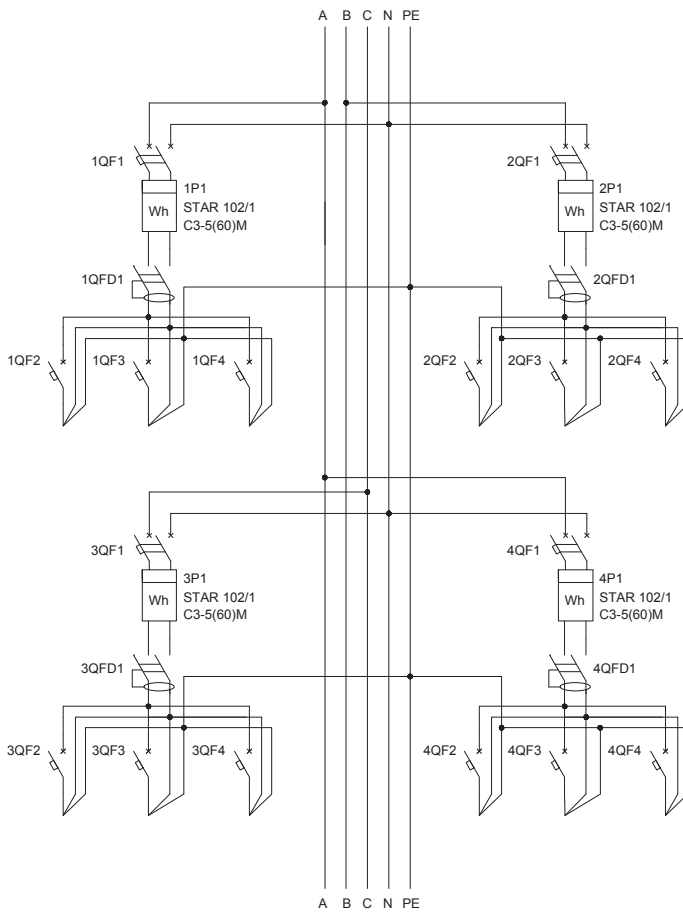 A B C N PE
1QF1
1P1
Wh
STAR 102/1
C3-5(60)M
1QFD1
1QF2 1QF3 1QF4
2QF1
2P1
Wh
STAR 102/1
C3-5(60)M
2QFD1
2QF2 2QF3 2QF4
3QF1
3P1
Wh
STAR 102/1
C3-5(60)M
3QFD1
3QF2 3QF3 3QF4
4QF1
4P1
Wh
STAR 102/1
C3-5(60)M
4QFD1
4QF2 4QF3 4QF4
A B C N PE